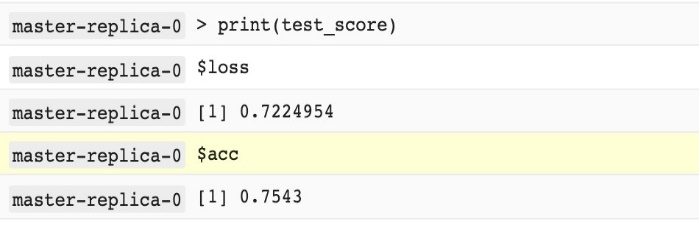 master-replica-0 > print(test_score)
master-replica-0 $loss
master-replica-0 [1] 0.7224954
master-replica-0 $acc
master-replica-0 [1] 0.7543